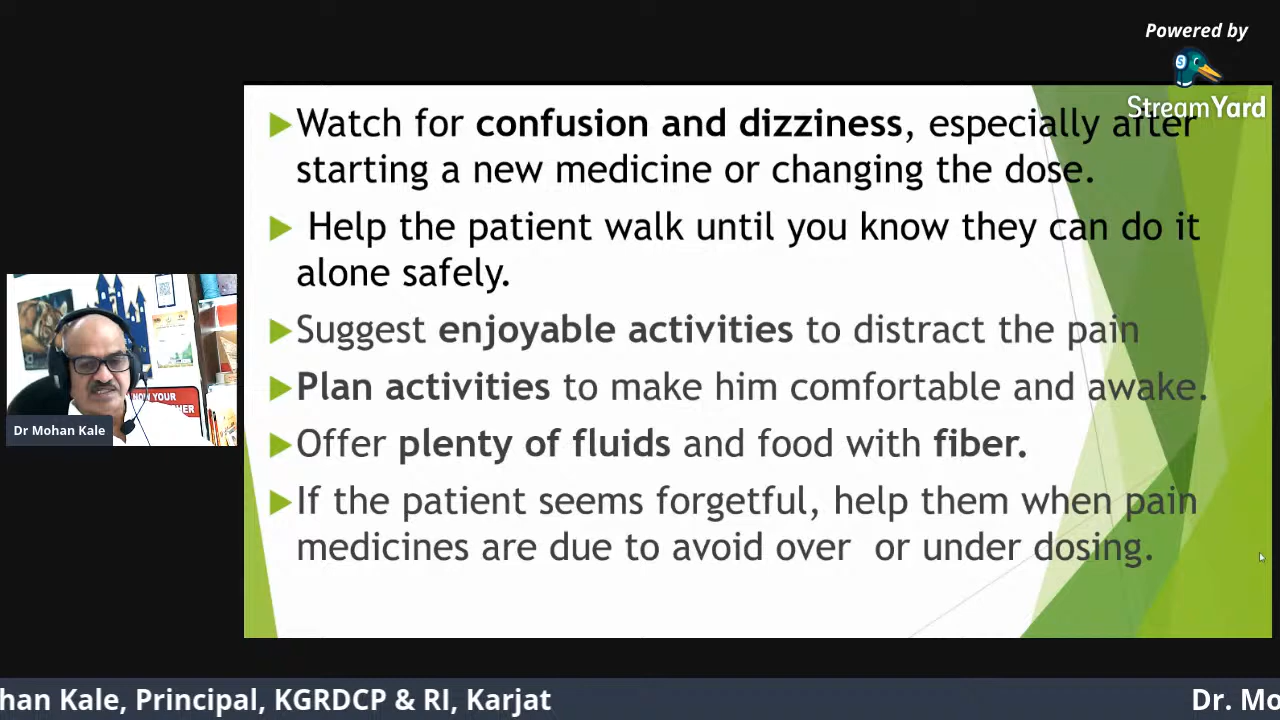 Powered by
StreamYard
Watch for confusion and dizziness, especially after
starting a new medicine or changing the dose.
Help the patient walk until you know they can do it
alone safely.
Suggest enjoyable activities to distract the pain
Plan activities to make him comfortable and awake.
Offer plenty of fluids and food with fiber.
If the patient seems forgetful, help them when pain
medicines are due to avoid over or under dosing.
Dr Mohan Kale
han Kale, Principal, KGRDCP & RI, Karjat
Dr. Mo